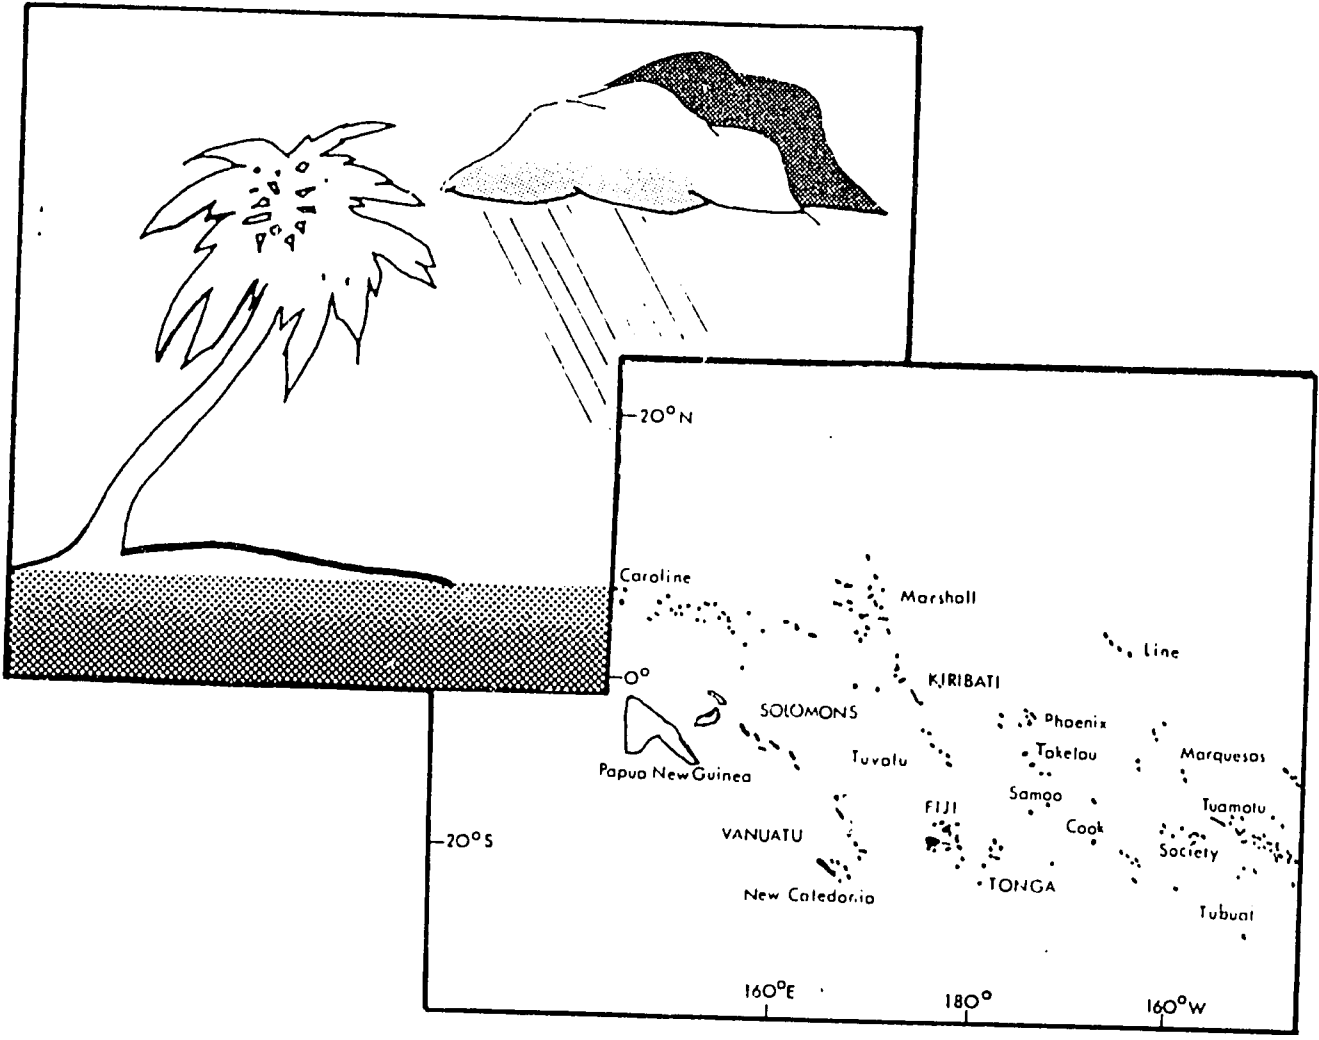 20°N
Caroline
Marshall
Line
0°
KIRIBATI
SOLOMONS
Phoenix
Tuvalu
Tokelau
Marquesas
Papua New Guinea
Samoa
FIJI
Tuamotu
VANUATU
Cook
20°S
Society
TONGA
New Caledonia
Tubuai
160°E
180°
160°W